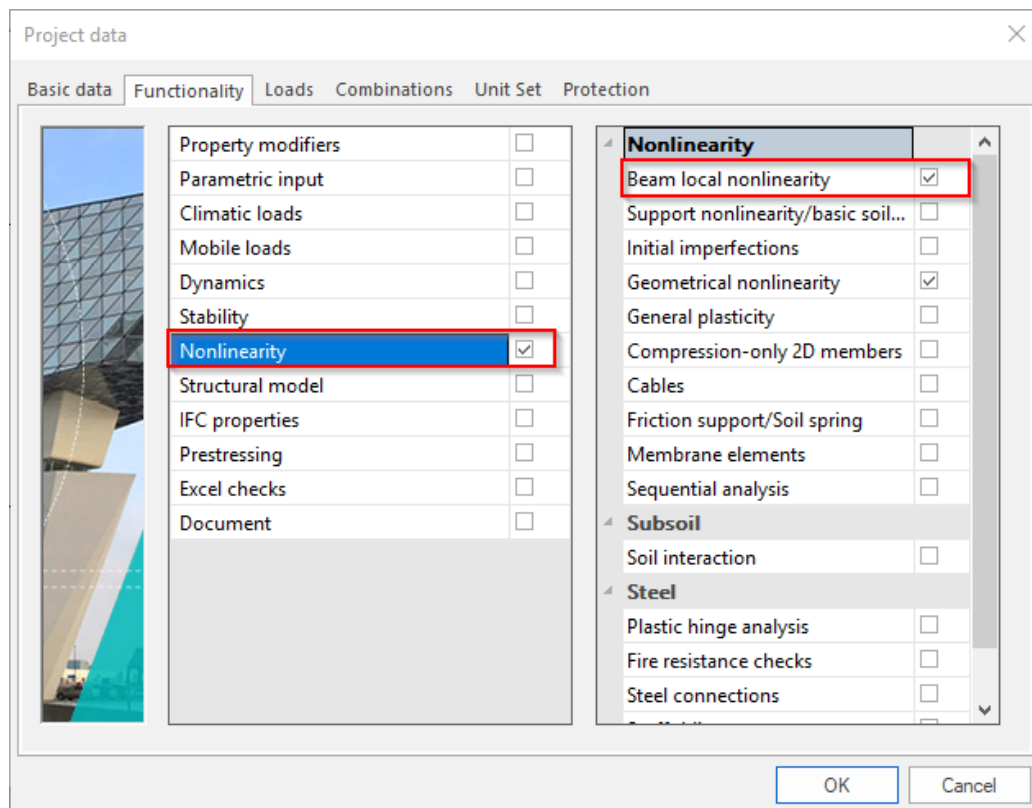 Project data
Basic data Functionality Loads Combinations Unit Set Protection
Property modifiers
Parametric input
Climatic loads
Mobile loads
Dynamics
Stability
Nonlinearity
Structural model
IFC properties
Prestressing
Excel checks
Document
Nonlinearity
Beam local nonlinearity
Support nonlinearity/basic soil...
Initial imperfections
Geometrical nonlinearity
General plasticity
Compression-only 2D members
Cables
Friction support/Soil spring
Membrane elements
Sequential analysis
Subsoil
Soil interaction
Steel
Plastic hinge analysis
Fire resistance checks
Steel connections
OK Cancel